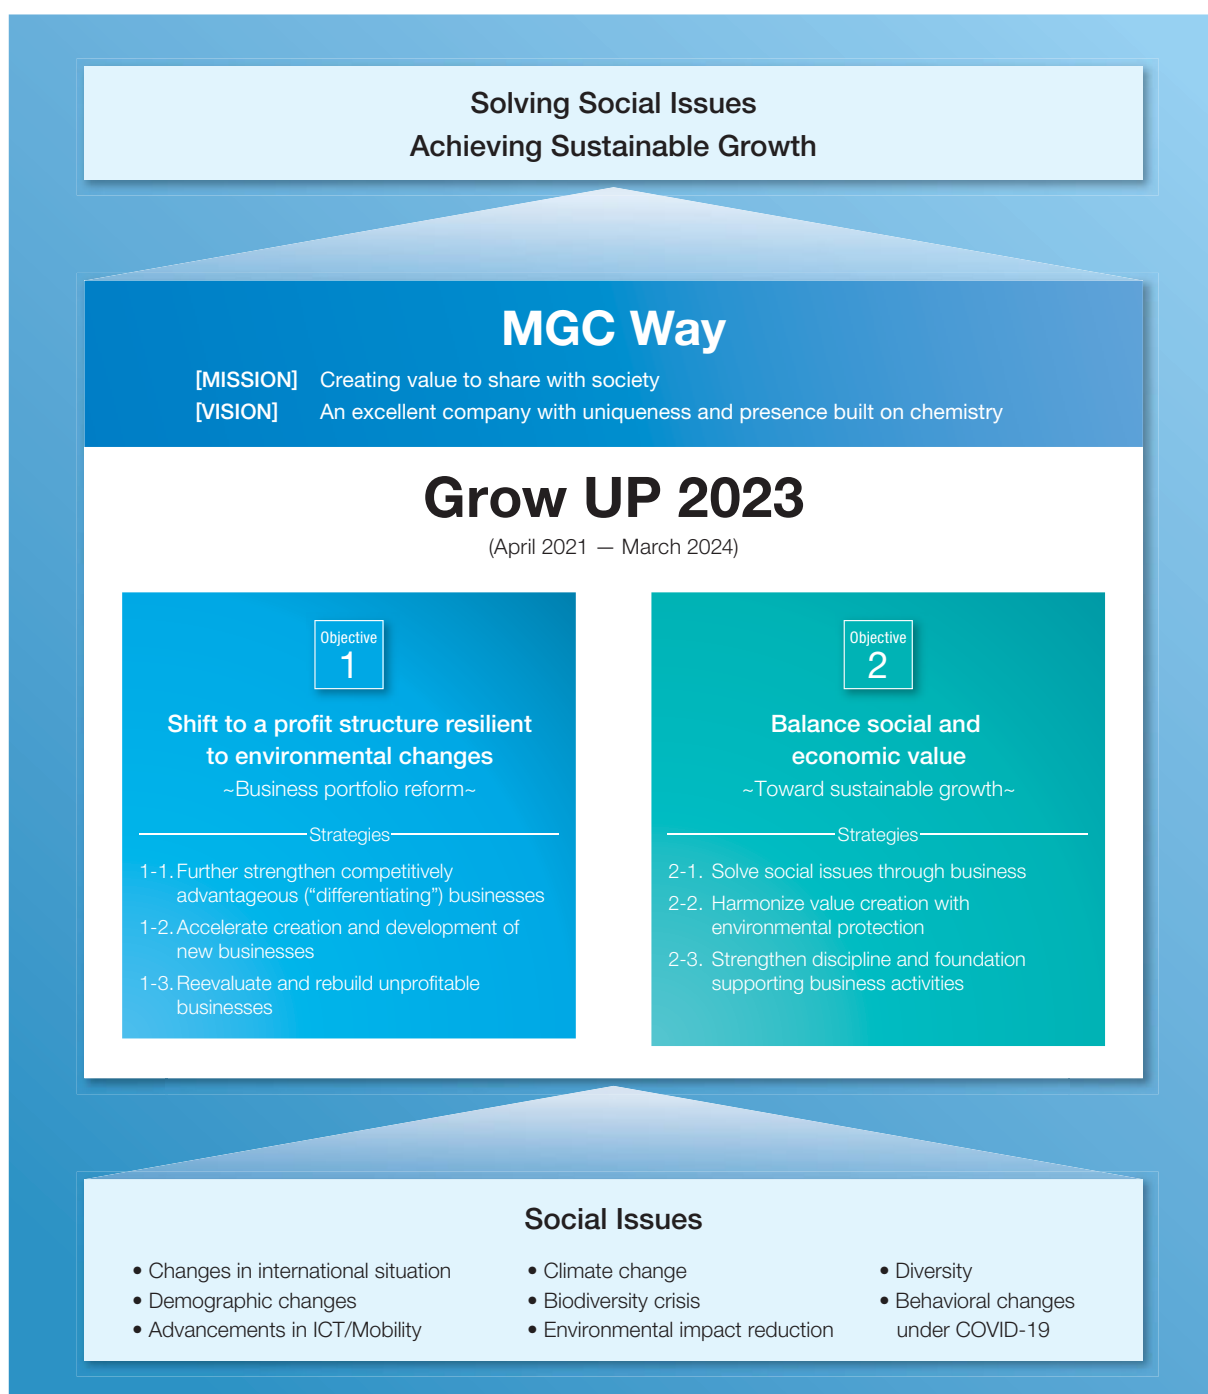 Solving Social Issues
Achieving Sustainable Growth
MGC Way
[MISSION] Creating value to share with society
[VISION] An excellent company with uniqueness and presence built on chemistry
Grow UP 2023
(April 2021 — March 2024)
Objective
1
Shift to a profit structure resilient
to environmental changes
~Business portfolio reform~
Strategies
1-1. Further strengthen competitively
advantageous (“differentiating”) businesses
1-2. Accelerate creation and development of
new businesses
1-3. Reevaluate and rebuild unprofitable
businesses
Objective
2
Balance social and
economic value
~Toward sustainable growth~
Strategies
2-1. Solve social issues through business
2-2. Harmonize value creation with
environmental protection
2-3. Strengthen discipline and foundation
supporting business activities
Social Issues
• Changes in international situation
• Demographic changes
• Advancements in ICT/Mobility
• Climate change
• Biodiversity crisis
• Environmental impact reduction
• Diversity
• Behavioral changes
under COVID-19